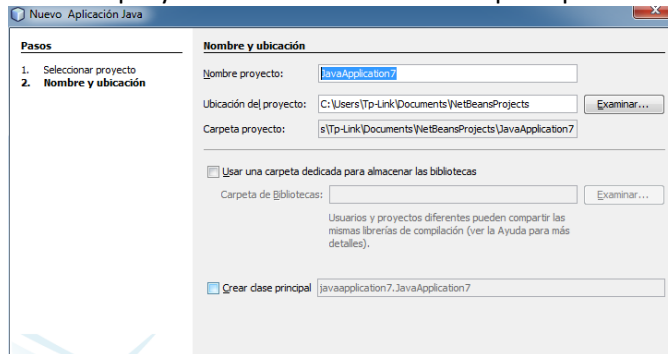 Nuevo Aplicación Java
Pasos
1. Seleccionar proyecto
2. Nombre y ubicación
Nombre y ubicación
Nombre proyecto: JavaApplication7
Ubicación del proyecto: C:\Users\Tp-Link\Documents\NetBeansProjects Examinar...
Carpeta proyecto: s\Tp-Link\Documents\NetBeansProjects\JavaApplication7
Usar una carpeta dedicada para almacenar las bibliotecas
Carpeta de Bibliotecas: Examinar...
Usuarios y proyectos diferentes pueden compartir las
mismas librerías de compilación (ver la Ayuda para más
detalles).
Crear clase principal javaapplication7.JavaApplication7